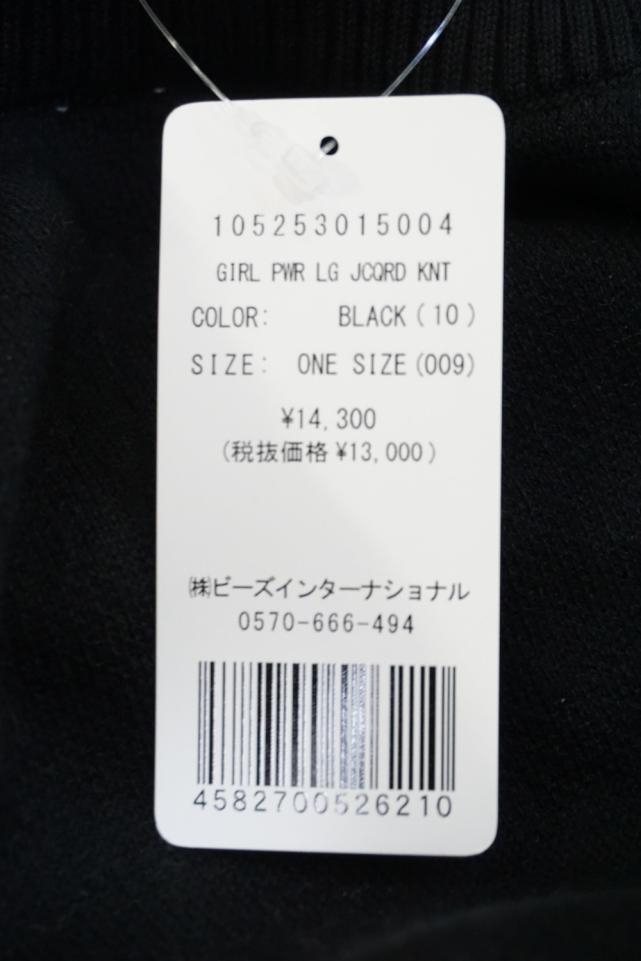 105253015004
GIRL PWR LG JCQRD KNT
COLOR: BLACK(10)
SIZE: ONE SIZE(009)
¥14,300
(税抜価格¥13,000)
㈱ビーズインターナショナル
0570-666-494
4582700526210